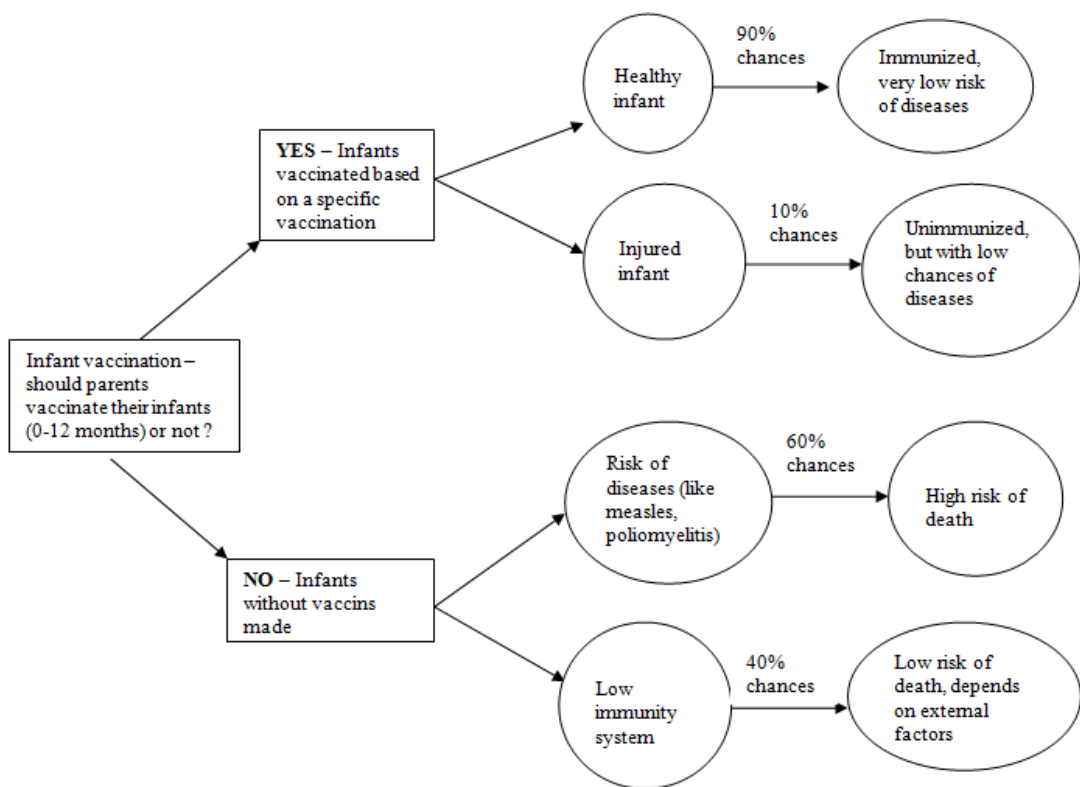 90%
chances
Healthy
infant
Immunized,
very low risk
of diseases
YES – Infants
vaccinated based
on a specific
vaccination
10%
chances
Injured
infant
Unimmunized,
but with low
chances of
diseases
Infant vaccination –
should parents
vaccinate their infants
(0-12 months) or not ?
60%
chances
Risk of
diseases (like
measles,
poliomyelitis)
High risk of
death
NO – Infants
without vaccins
made
40%
chances
Low
immunity
system
Low risk of
death, depends
on external
factors